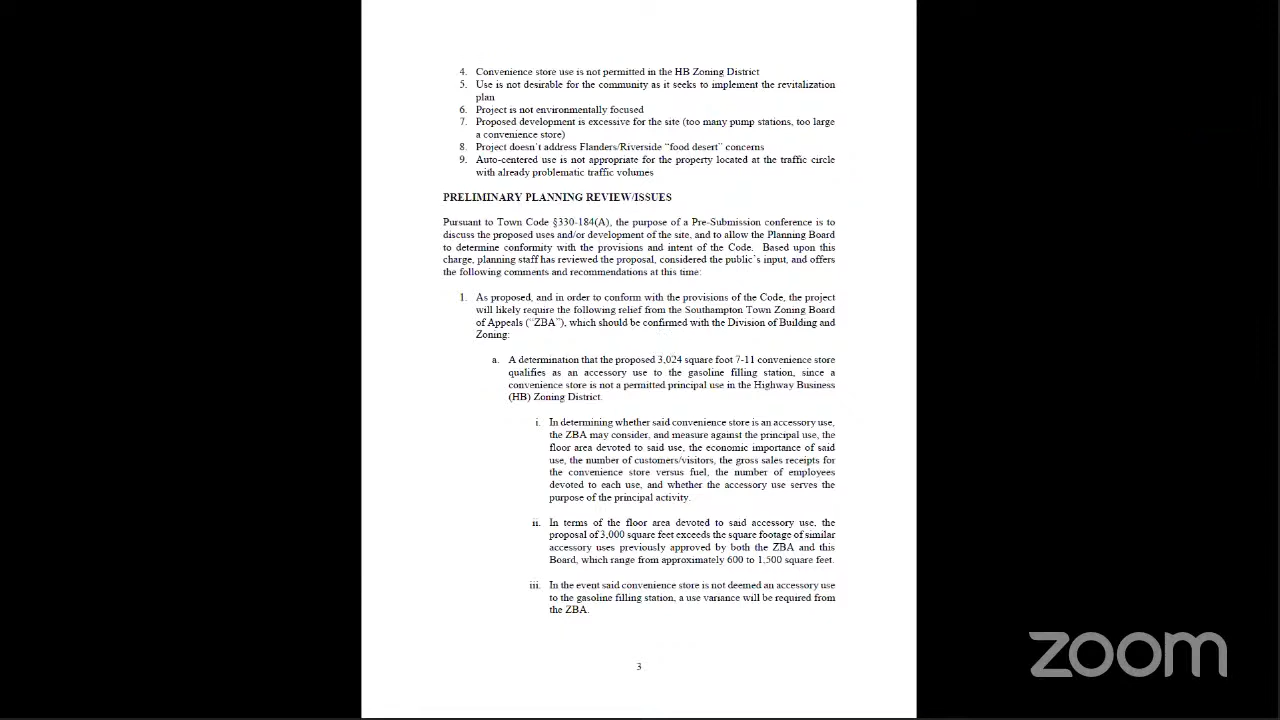 4. Convenience store use is not permitted in the HB Zoning District
5. Use is not desirable for the community as it seeks to implement the revitalization
plan
6. Project is not environmentally focused
7. Proposed development is excessive for the site (too many pump stations, too large
a convenience store)
8. Project doesn't address Flanders/Riverside "food desert" concerns
9. Auto-centered use is not appropriate for the property located at the traffic circle
with already problematic traffic volumes
PRELIMINARY PLANNING REVIEW/ISSUES
Pursuant to Town Code §330-184(A), the purpose of a Pre-Submission conference is to
discuss the proposed uses and/or development of the site, and to allow the Planning Board
to determine conformity with the provisions and intent of the Code. Based upon this
charge, planning staff has reviewed the proposal, considered the public's input, and offers
the following comments and recommendations at this time:
1. As proposed, and in order to conform with the provisions of the Code, the project
will likely require the following relief from the Southampton Town Zoning Board
of Appeals ("ZBA"), which should be confirmed with the Division of Building and
Zoning:
a. A determination that the proposed 3,024 square foot 7-11 convenience store
qualifies as an accessory use to the gasoline filling station, since a
convenience store is not a permitted principal use in the Highway Business
(HB) Zoning District.
i. In determining whether said convenience store is an accessory use,
the ZBA may consider, and measure against the principal use, the
floor area devoted to said use, the economic importance of said
use, the number of customers/visitors, the gross sales receipts for
the convenience store versus fuel, the number of employees
devoted to each use, and whether the accessory use serves the
purpose of the principal activity.
ii. In terms of the floor area devoted to said accessory use, the
proposal of 3,000 square feet exceeds the square footage of similar
accessory uses previously approved by both the ZBA and this
Board, which range from approximately 600 to 1,500 square feet.
iii. In the event said convenience store is not deemed an accessory use
to the gasoline filling station, a use variance will be required from
the ZBA.
3
zoom